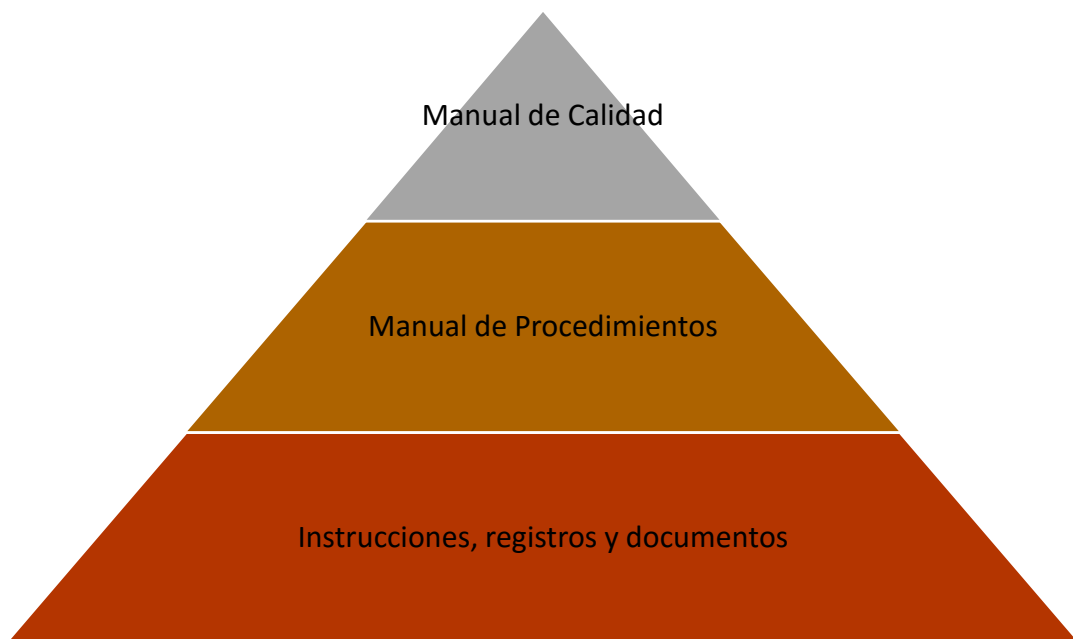 Manual de Calidad
Manual de Procedimientos
Instrucciones, registros y documentos